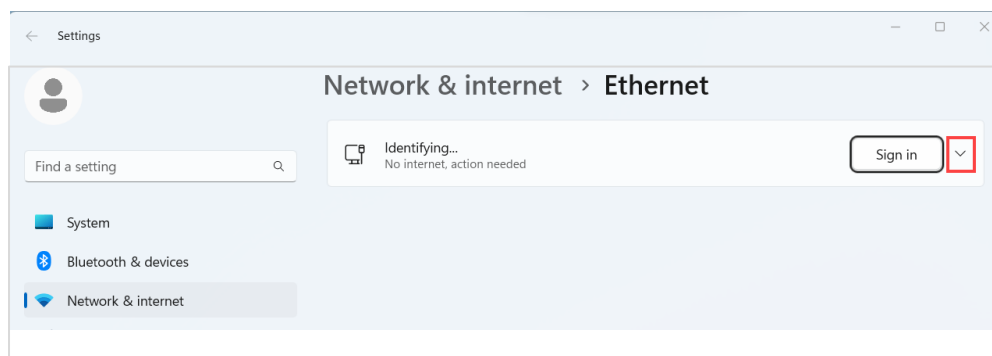 Settings
Network & internet > Ethernet
Identifying...
No internet, action needed
Sign in
Find a setting
System
Bluetooth & devices
Network & internet